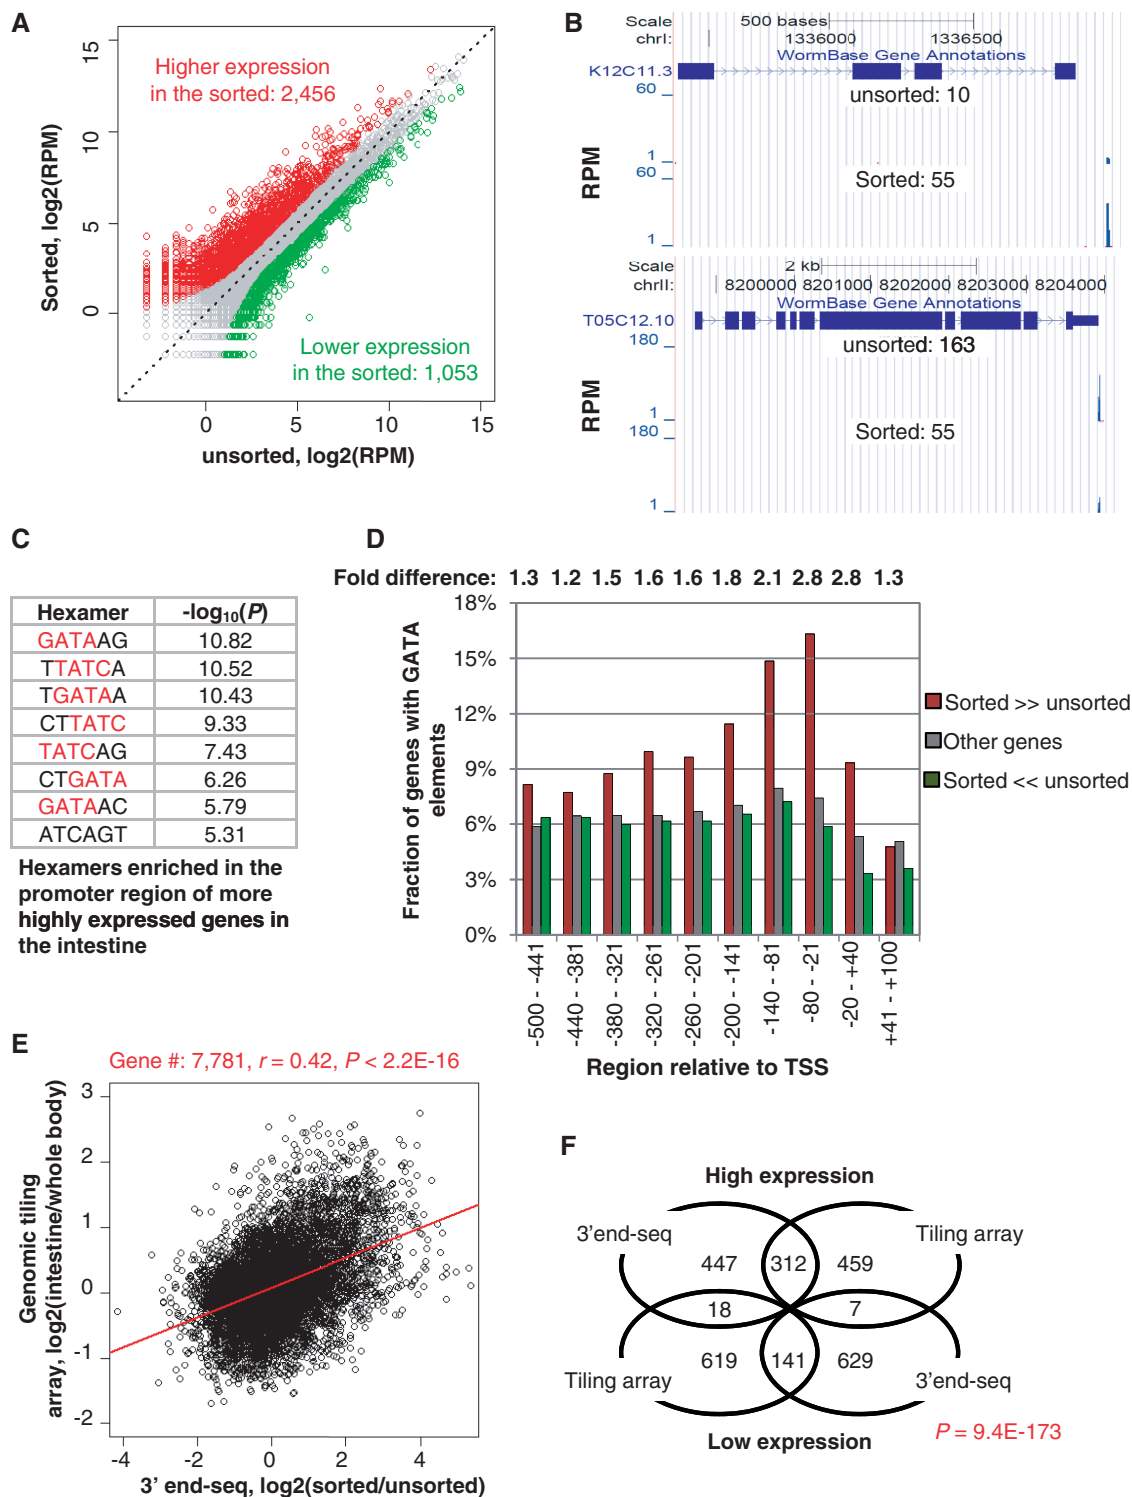 A
Higher expression
in the sorted: 2,456
Lower expression
in the sorted: 1,053
Sorted, log2(RPM)
15
10
5
0
0 5 10 15
unsorted, log2(RPM)
B
Scale 500 bases
chrI: 1336000 1336500
WormBase Gene Annotations
K12C11.3
60
unsorted: 10
1
60
Sorted: 55
1
RPM
Scale 2 kb
chrII: 8200000 8201000 8202000 8203000 8204000
WormBase Gene Annotations
T05C12.10
180
unsorted: 163
1
180
Sorted: 55
1
RPM
C
Hexamer -log10(P)
GATAAG 10.82
TTATCA 10.52
TGATAA 10.43
CTTATC 9.33
TATCAG 7.43
CTGATA 6.26
GATAAC 5.79
ATCAGT 5.31
Hexamers enriched in the
promoter region of more
highly expressed genes in
the intestine
D
Fold difference: 1.3 1.2 1.5 1.6 1.6 1.8 2.1 2.8 2.8 1.3
Fraction of genes with GATA
elements
18%
15%
12%
9%
6%
3%
0%
Sorted >> unsorted
Other genes
Sorted << unsorted
-500 - -441
-440 - -381
-380 - -321
-320 - -261
-260 - -201
-200 - -141
-140 - -81
-80 - -21
-20 - +40
+41 - +100
Region relative to TSS
E
Gene #: 7,781, r = 0.42, P < 2.2E-16
Genomic tiling
array, log2(intestine/whole body)
3
2
1
0
-1
-2
-4 -2 0 2 4
3' end-seq, log2(sorted/unsorted)
F
High expression
3'end-seq Tiling array
447 312 459
18 7
619 141 629
Tiling array 3'end-seq
Low expression
P = 9.4E-173